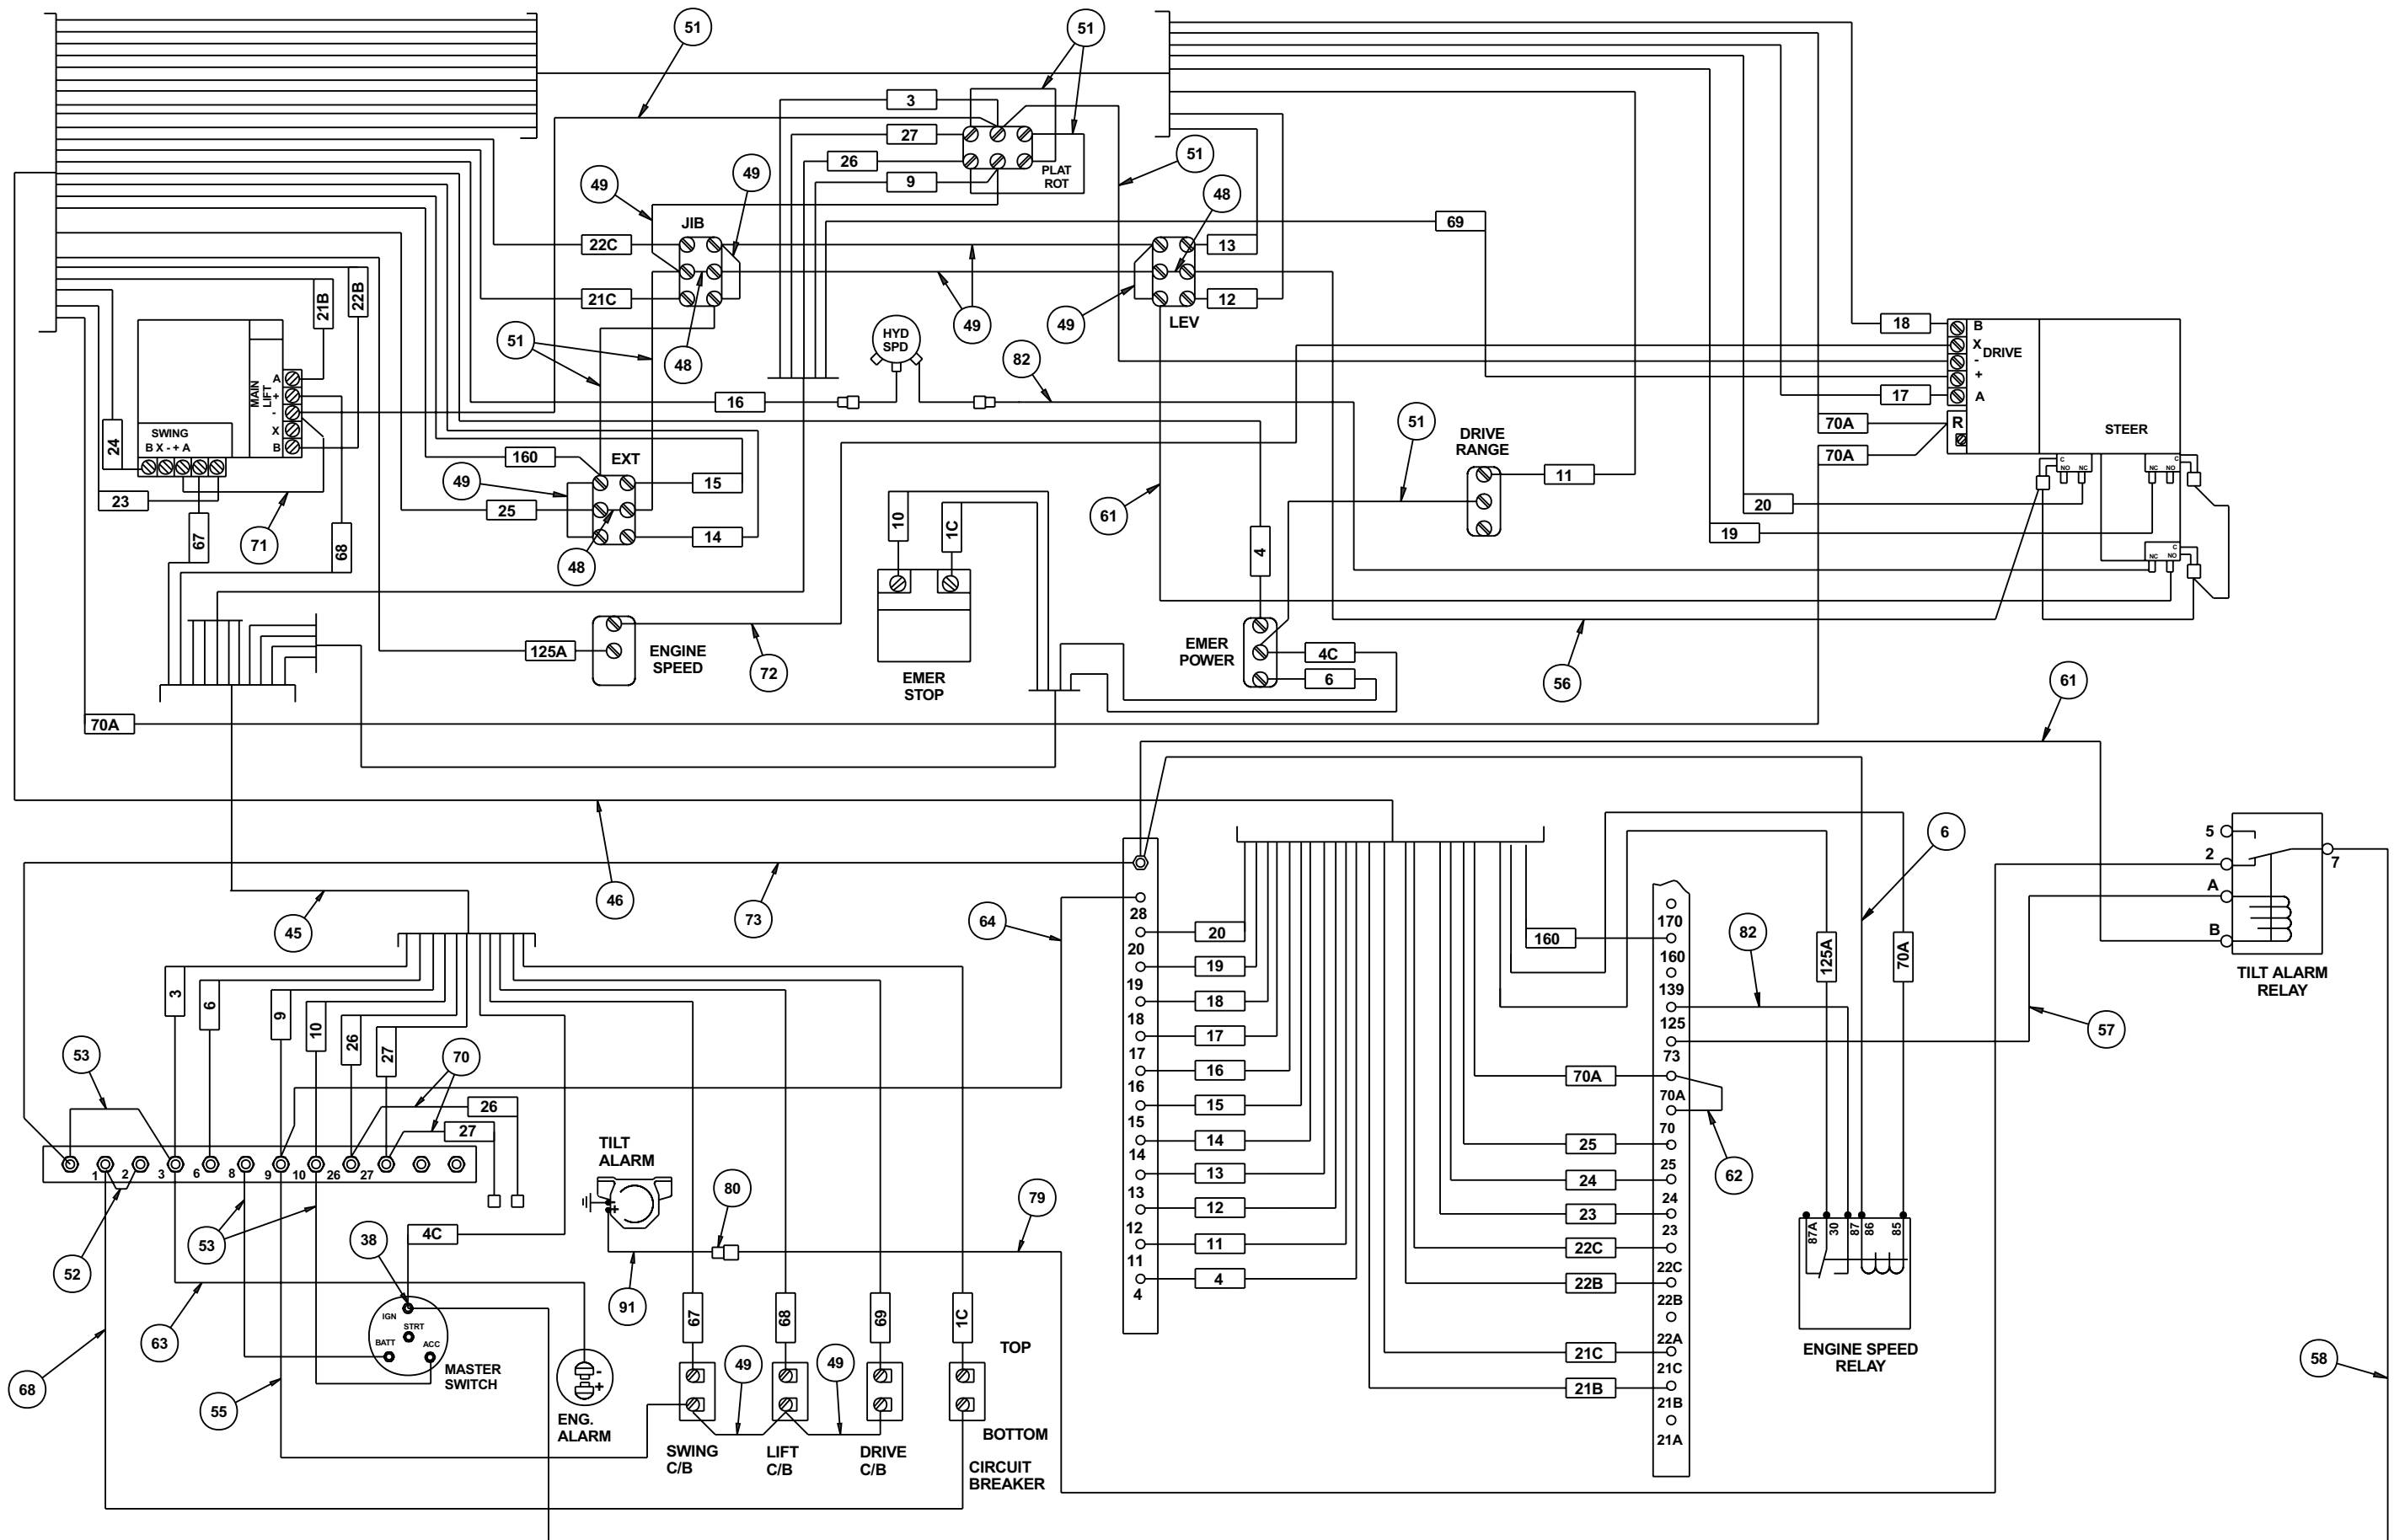 51
51
3
27
26
9
PLAT
ROT
51
49
49
48
69
JIB
22C
21C
13
12
LEV
49
49
48
51
21B
22B
HYD
SPD
82
16
18
B
X
-
+
A
DRIVE
17
70A
R
70A
STEER
C
NO
NC
NC
NO
C
20
19
NC
NO
C
MAIN
LIFT
A
+
-
X
B
SWING
B X - + A
24
23
67
71
68
160
EXT
49
25
15
14
48
51
DRIVE
RANGE
11
10
1C
61
4
125A
ENGINE
SPEED
72
EMER
STOP
EMER
POWER
4C
6
56
61
70A
46
73
45
64
6
5
2
A
B
7
TILT ALARM
RELAY
57
58
28
20
19
18
17
16
15
14
13
12
11
4
20
19
18
17
16
15
14
13
12
11
4
160
70A
25
24
23
22C
22B
21C
21B
170
160
139
125
73
70A
70
25
24
23
22C
22B
22A
21C
21B
21A
82
62
125A
70A
87A
30
87
86
85
ENGINE SPEED
RELAY
3
6
9
10
26
27
70
26
27
53
1
2
3
6
8
9
10
26
27
52
53
38
4C
TILT
ALARM
+
80
79
91
63
68
55
IGN
STRT
BATT
ACC
MASTER
SWITCH
-
+
ENG.
ALARM
67
68
69
1C
49
49
TOP
BOTTOM
SWING
C/B
LIFT
C/B
DRIVE
C/B
CIRCUIT
BREAKER